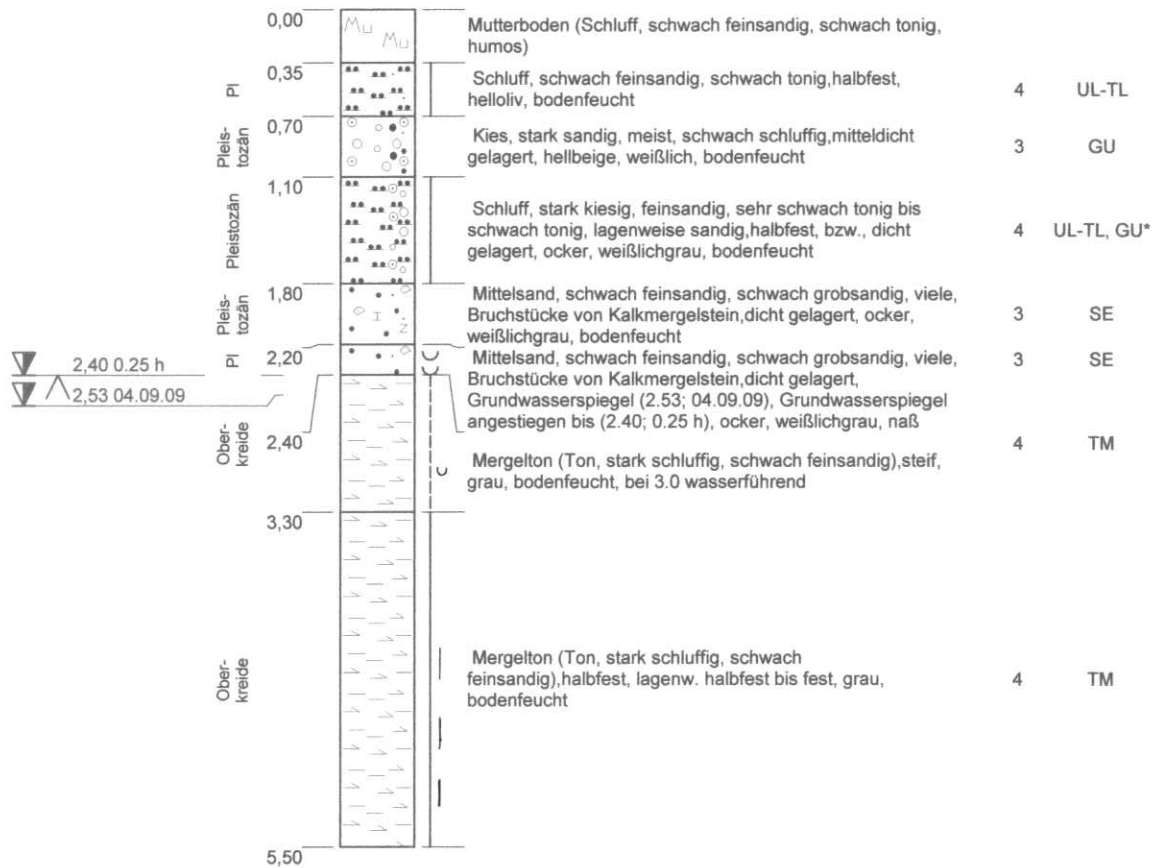 0,00
Mu
Mu
Mutterboden (Schluff, schwach feinsandig, schwach tonig,
humos)
0,35
Pl
Schluff, schwach feinsandig, schwach tonig,halbfest,
helloliv, bodenfeucht
4
UL-TL
0,70
Pleis-
tozän
Kies, stark sandig, meist, schwach schluffig,mitteldicht
gelagert, hellbeige, weißlich, bodenfeucht
3
GU
1,10
Pleistozän
Schluff, stark kiesig, feinsandig, sehr schwach tonig bis
schwach tonig, lagenweise sandig,halbfest, bzw., dicht
gelagert, ocker, weißlichgrau, bodenfeucht
4
UL-TL, GU*
1,80
Pleis-
tozän
Mittelsand, schwach feinsandig, schwach grobsandig, viele,
Bruchstücke von Kalkmergelstein,dicht gelagert, ocker,
weißlichgrau, bodenfeucht
3
SE
2,20
Pl
2,40 0.25 h
2,53 04.09.09
Mittelsand, schwach feinsandig, schwach grobsandig, viele,
Bruchstücke von Kalkmergelstein,dicht gelagert,
Grundwasserspiegel (2.53; 04.09.09), Grundwasserspiegel
angestiegen bis (2.40; 0.25 h), ocker, weißlichgrau, naß
3
SE
2,40
Ober-
kreide
Mergelton (Ton, stark schluffig, schwach feinsandig),steif,
grau, bodenfeucht, bei 3.0 wasserführend
4
TM
3,30
Ober-
kreide
Mergelton (Ton, stark schluffig, schwach
feinsandig),halbfest, lagenw. halbfest bis fest, grau,
bodenfeucht
4
TM
5,50